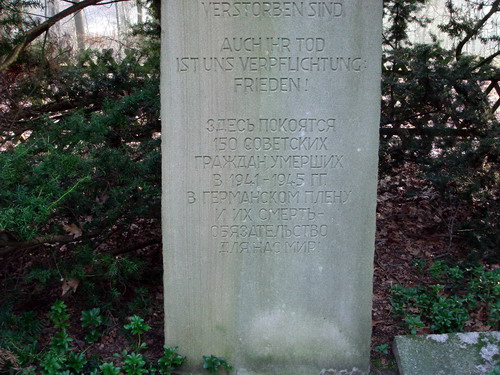 VERSTORBEN SIND
AUCH IHR TOD
IST UNS VERPFLICHTUNG:
FRIEDEN!
ЗДЕСЬ ПОКОЯТСЯ
150 СОВЕТСКИХ
ГРАЖДАН УМЕРШИХ
В 1941-1945 ГГ
В ГЕРМАНСКОМ ПЛЕНУ
И ИХ СМЕРТЬ-
ОБЯЗАТЕЛЬСТВО
ДЛЯ НАС МИР